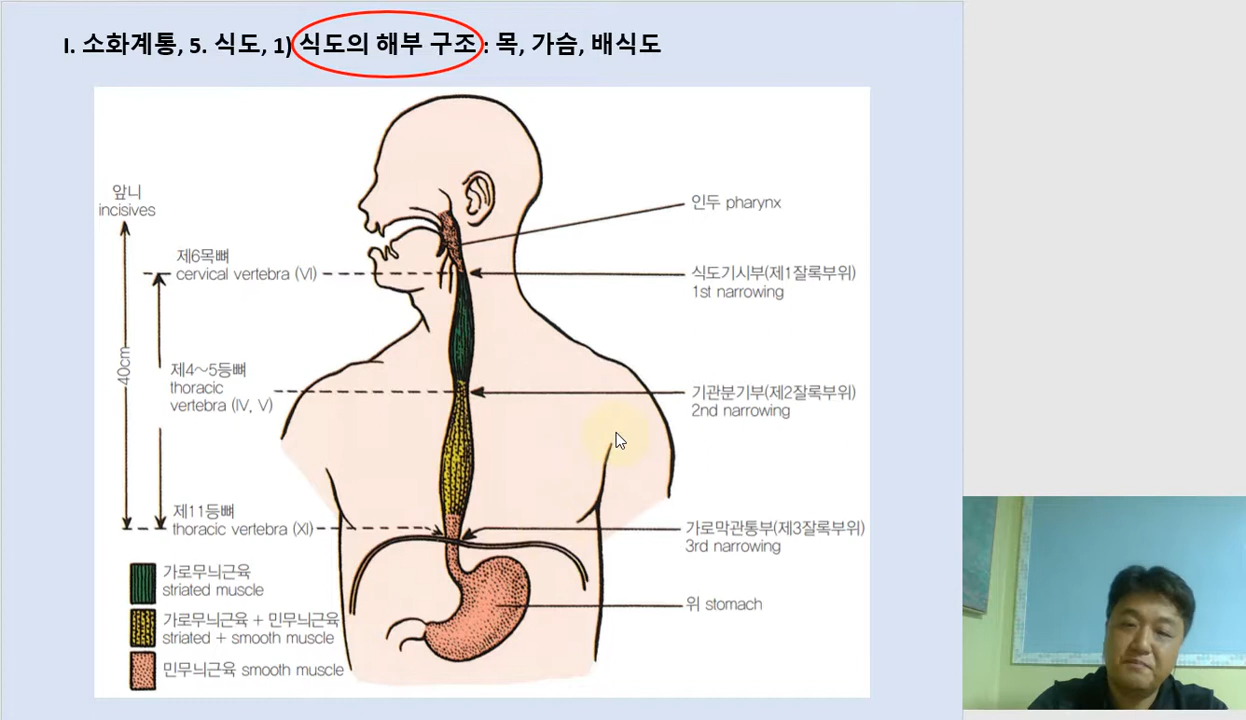 I. 소화계통, 5. 식도, 1) 식도의 해부 구조 : 목, 가슴, 배식도
앞니
incisives
인두 pharynx
제6목뼈
cervical vertebra (VI)
식도기시부(제1잘록부위)
1st narrowing
40cm
제4~5등뼈
thoracic
vertebra (IV, V)
기관분기부(제2잘록부위)
2nd narrowing
제11등뼈
thoracic vertebra (XI)
가로막관통부(제3잘록부위)
3rd narrowing
가로무늬근육
striated muscle
위 stomach
가로무늬근육 + 민무늬근육
striated + smooth muscle
민무늬근육 smooth muscle